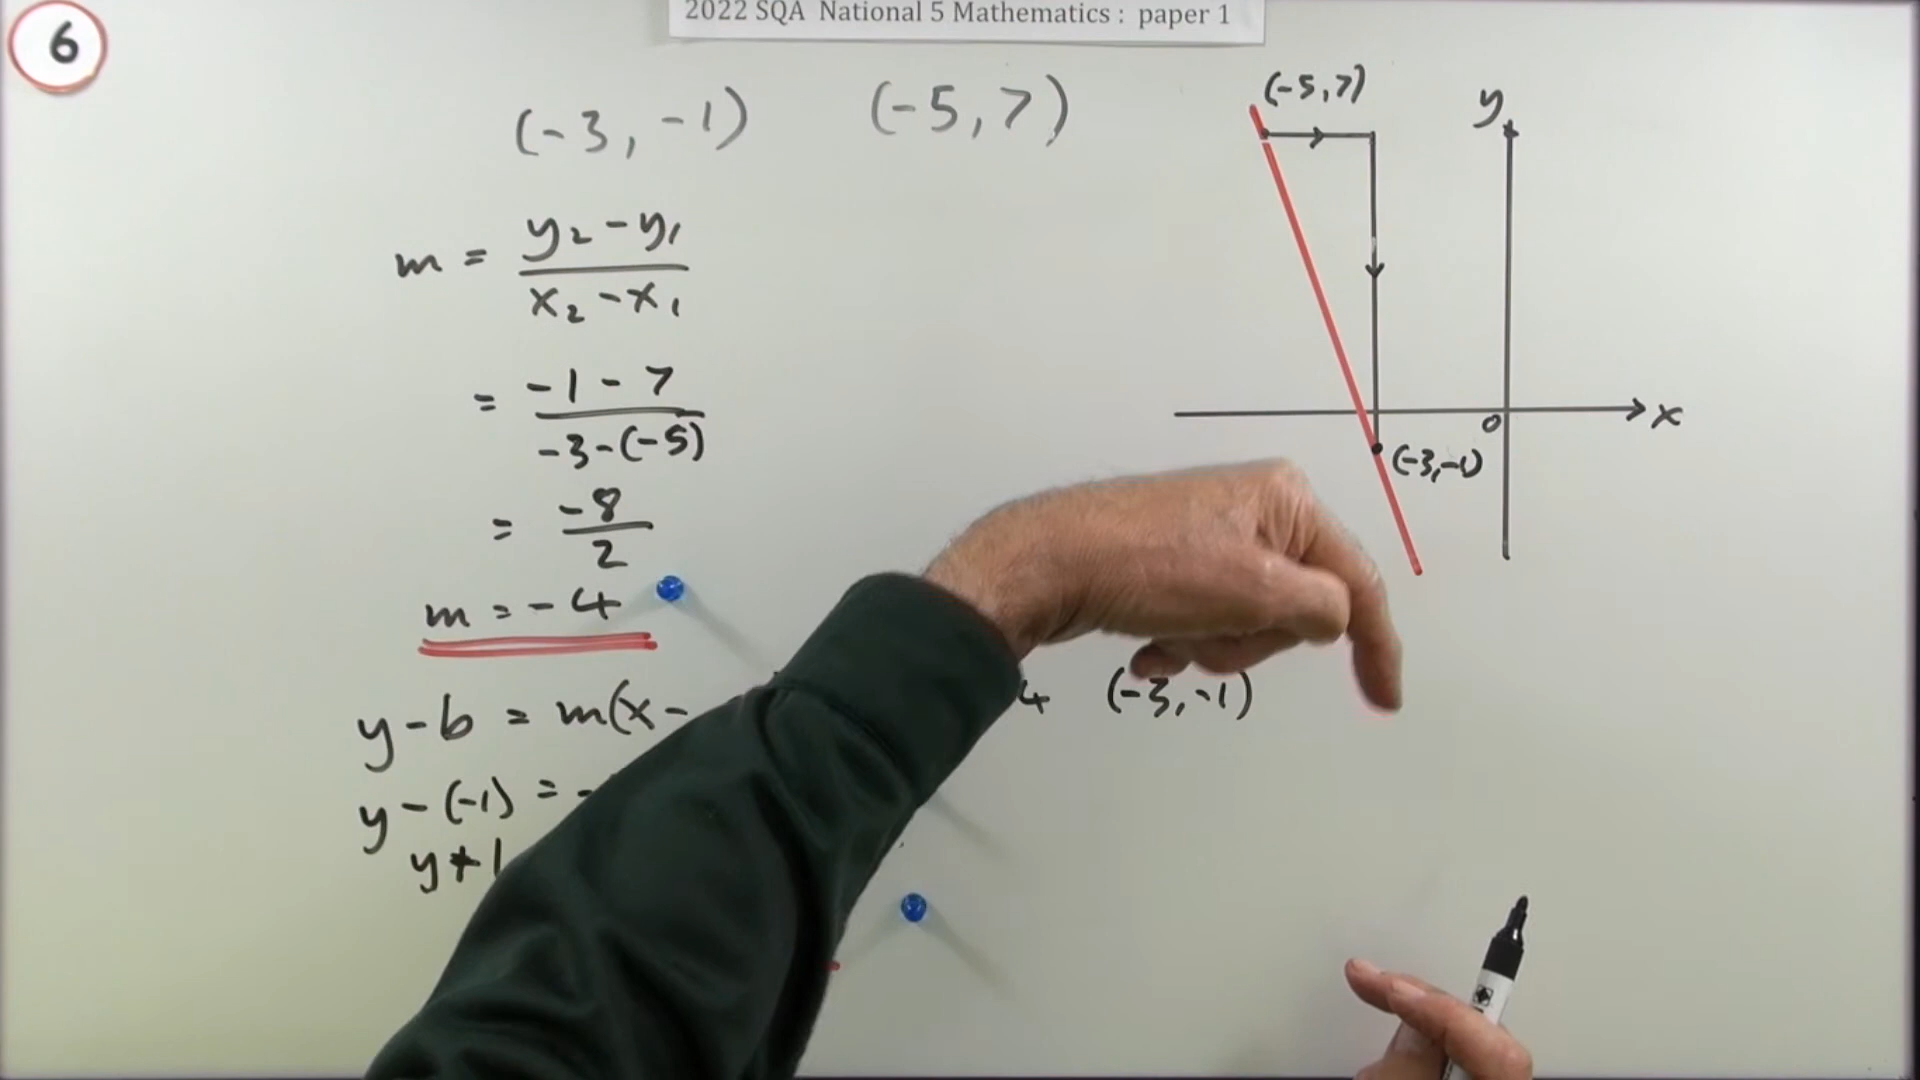 6
2022 SQA National 5 Mathematics : paper 1
(-3, -1) (-5, 7)
m = y₂ - y₁
x₂ - x₁
= -1 - 7
-3-(-5)
= -8
2
m = -4
y-b = m(x- 4 (-3,-1)
y-(-1) = -
y+1
(-5,7)
y
x
0
(-3,-1)